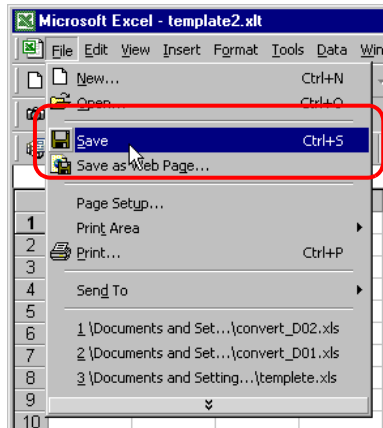 Microsoft Excel - template2.xlt
File Edit View Insert Format Tools Data Win
New... Ctrl+N
Open... Ctrl+O
Save Ctrl+S
Save as Web Page...
Page Setup...
1 Print Area
2 Print... Ctrl+P
3
4 Send To
5
6 1 \Documents and Set...\convert_D02.xls
7 2 \Documents and Set...\convert_D01.xls
8 3 \Documents and Setting...\templete.xls
9
10